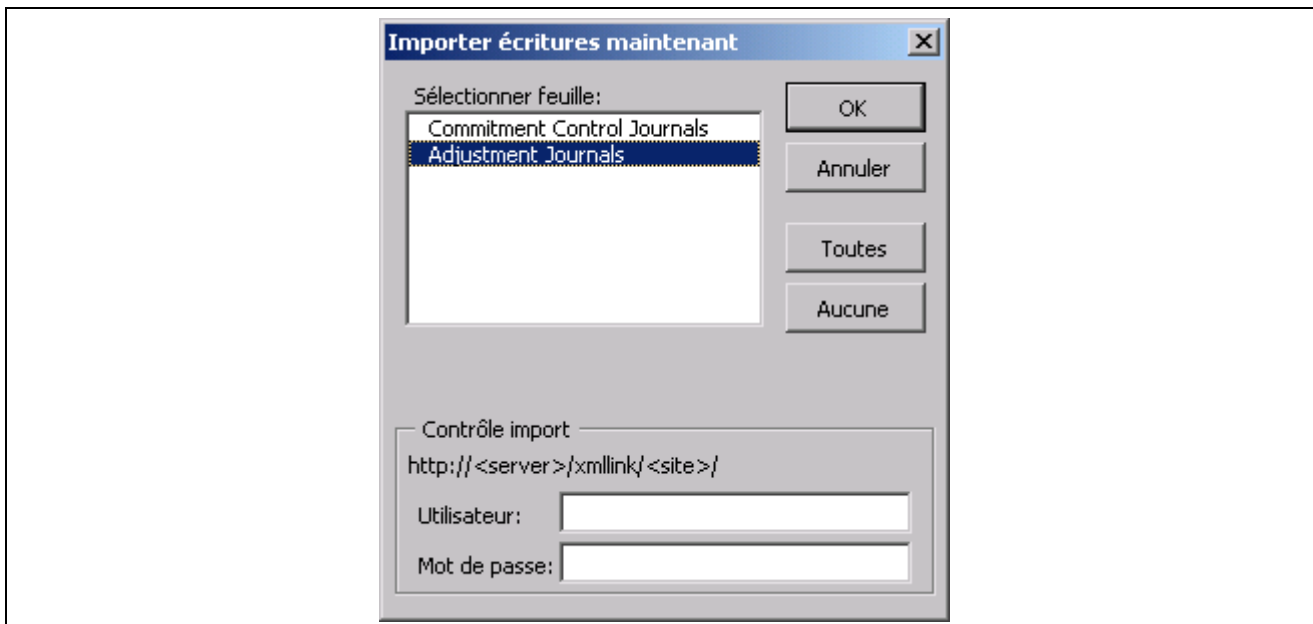 Importer écritures maintenant
Sélectionner feuille:
Commitment Control Journals
Adjustment Journals
OK
Annuler
Toutes
Aucune
Contrôle import
http://<server>/xmllink/<site>/
Utilisateur:
Mot de passe: